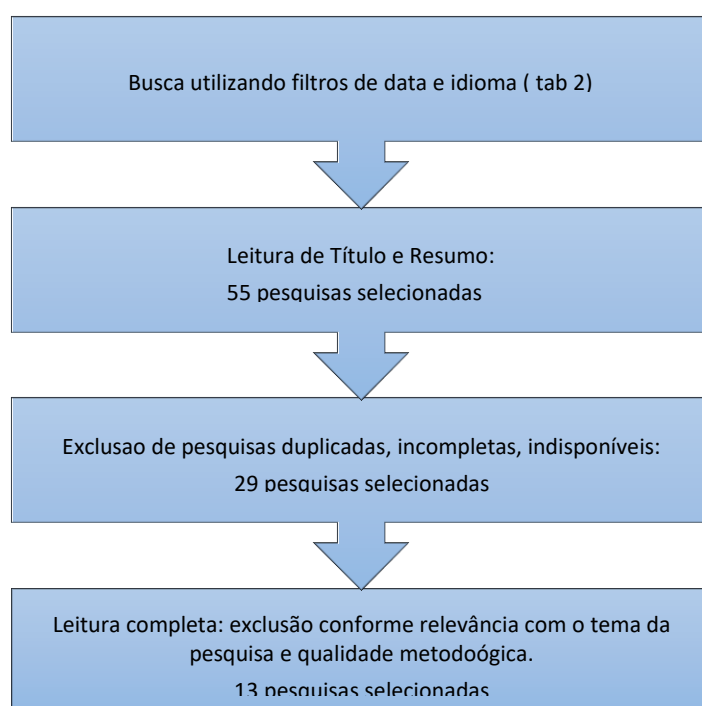 Busca utilizando filtros de data e idioma ( tab 2)
Leitura de Título e Resumo:
55 pesquisas selecionadas
Exclusao de pesquisas duplicadas, incompletas, indisponíveis:
29 pesquisas selecionadas
Leitura completa: exclusão conforme relevância com o tema da
pesquisa e qualidade metodoógica.
13 pesquisas selecionadas